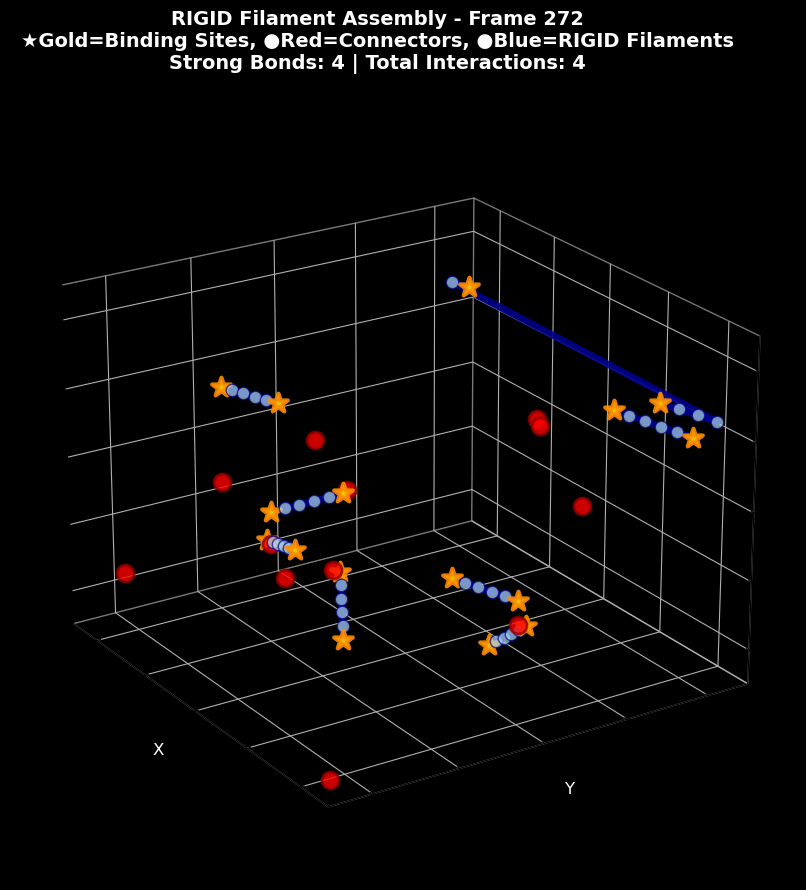 RIGID Filament Assembly - Frame 272
★Gold=Binding Sites, ●Red=Connectors, ●Blue=RIGID Filaments
Strong Bonds: 4 | Total Interactions: 4
X
Y